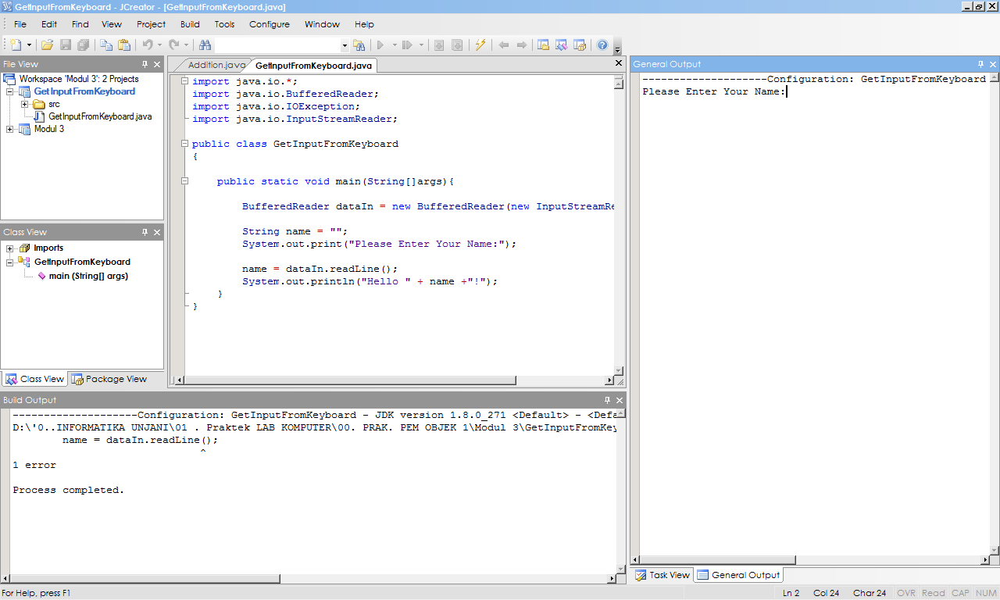 GetInputFromKeyboard - JCreator - [GetInputFromKeyboard.java]
File Edit Find View Project Build Tools Configure Window Help
File View
Workspace 'Modul 3': 2 Projects
GetInputFromKeyboard
src
GetInputFromKeyboard.java
Modul 3
Class View
Imports
GetInputFromKeyboard
main (String[] args)
Class View Package View
Addition.java GetInputFromKeyboard.java
import java.io.*;
import java.io.BufferedReader;
import java.io.IOException;
import java.io.InputStreamReader;
public class GetInputFromKeyboard
{
public static void main(String[]args){
BufferedReader dataIn = new BufferedReader(new InputStreamRe
String name = "";
System.out.print("Please Enter Your Name:");
name = dataIn.readLine();
System.out.println("Hello " + name +"!");
}
}
General Output
--------------------Configuration: GetInputFromKeyboard
Please Enter Your Name:
Task View General Output
Build Output
--------------------Configuration: GetInputFromKeyboard - JDK version 1.8.0_271 <Default> - <Defa
D:\'0..INFORMATIKA UNJANI\01 . Praktek LAB KOMPUTER\00. PRAK. PEM OBJEK 1\Modul 3\GetInputFromKey
name = dataIn.readLine();
^
1 error
Process completed.
For Help, press F1
Ln 2 Col 24 Char 24 OVR Read CAP NUM